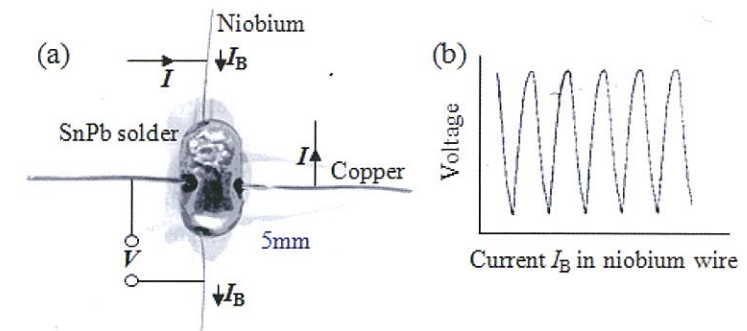 (a)
Niobium
I
I_B
SnPb solder
I
Copper
V
5mm
I_B
(b)
Voltage
Current I_B in niobium wire